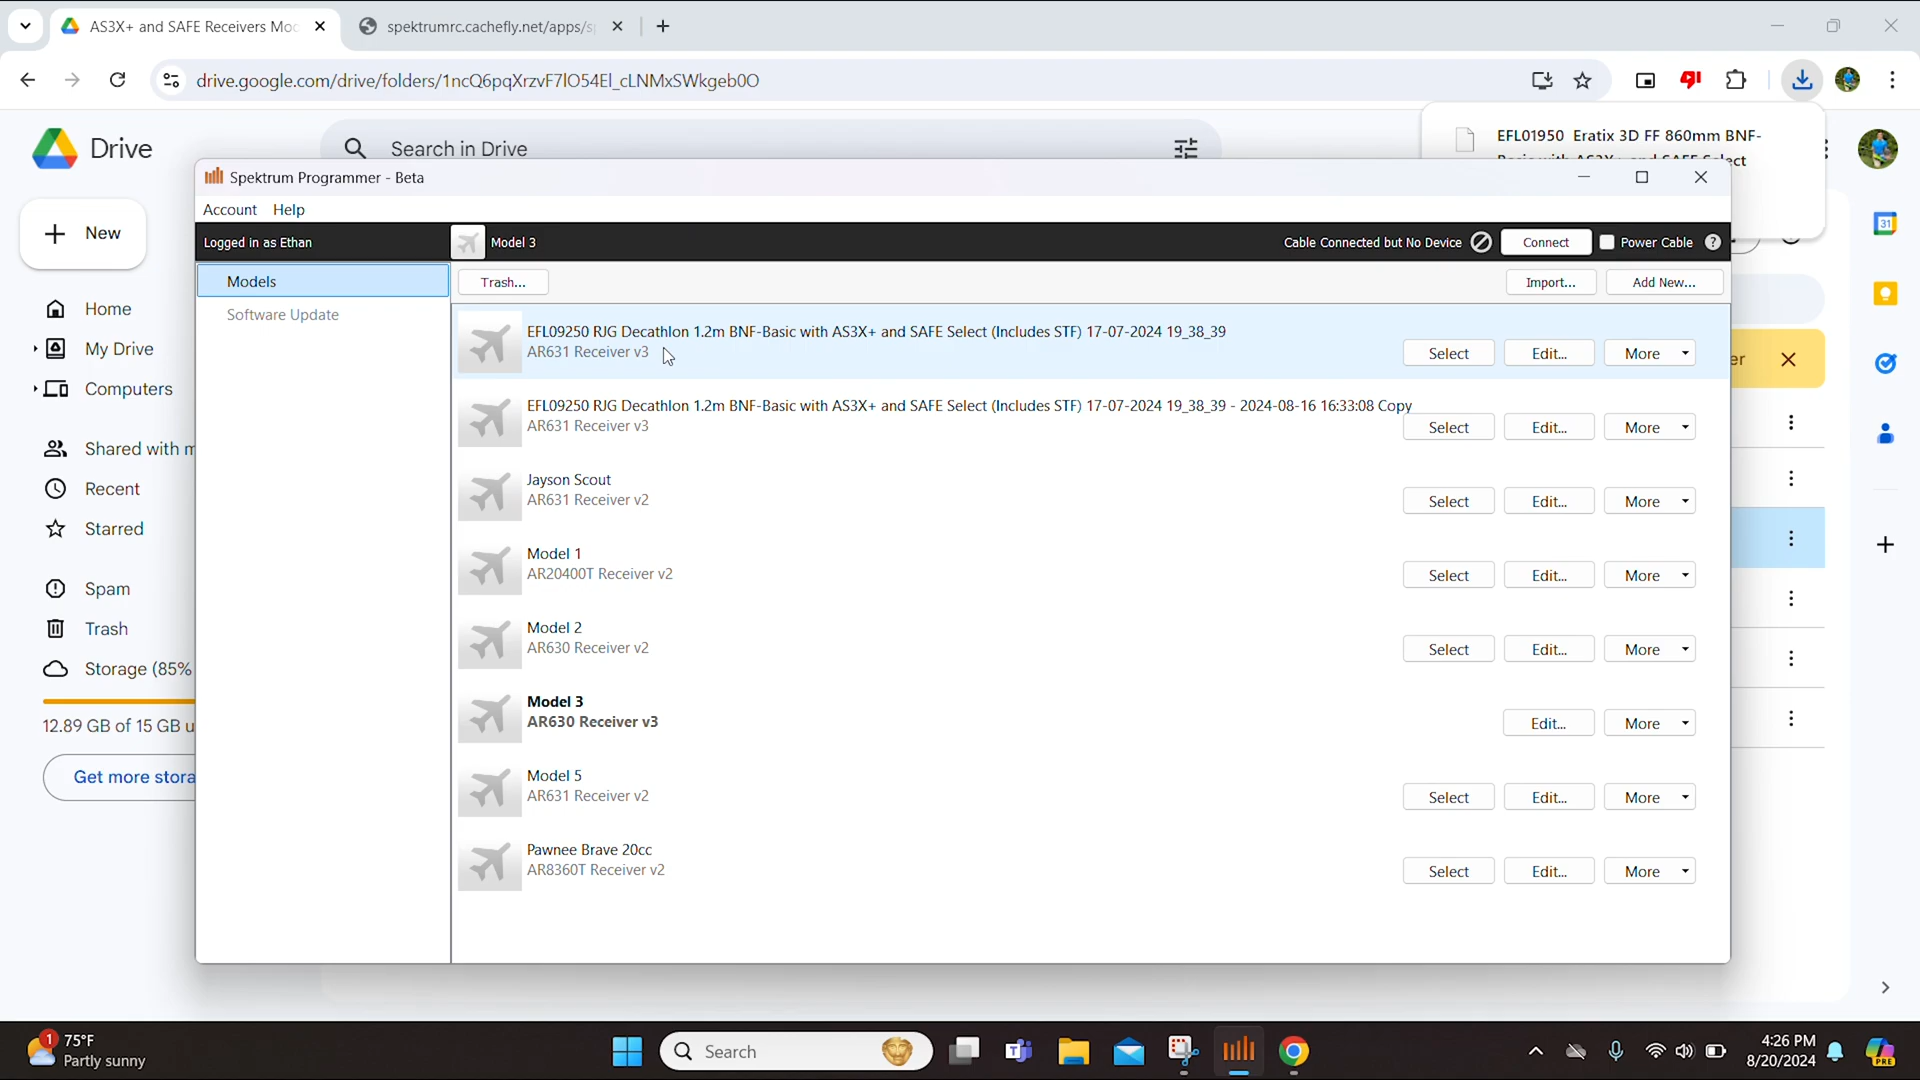 AS3X+ and SAFE Receivers Mo
spektrumrc.cachefly.net/apps/s
drive.google.com/drive/folders/1ncQ6pqXrzvF7lO54El_cLNMxSWkgeb0O
Drive
Search in Drive
EFL01950 Eratix 3D FF 860mm BNF-
Spektrum Programmer - Beta
New
Account Help
Logged in as Ethan
Model 3
Cable Connected but No Device Connect Power Cable ?
Models
Software Update
Trash... Import... Add New...
Home
My Drive
Computers
Shared with
Recent
Starred
Spam
Trash
Storage (85%
12.89 GB of 15 GB u
Get more stora
EFL09250 RJG Decathlon 1.2m BNF-Basic with AS3X+ and SAFE Select (Includes STF) 17-07-2024 19_38_39
AR631 Receiver v3
Select Edit... More
EFL09250 RJG Decathlon 1.2m BNF-Basic with AS3X+ and SAFE Select (Includes STF) 17-07-2024 19_38_39 - 2024-08-16 16:33:08 Copy
AR631 Receiver v3
Select Edit... More
Jayson Scout
AR631 Receiver v2
Select Edit... More
Model 1
AR20400T Receiver v2
Select Edit... More
Model 2
AR630 Receiver v2
Select Edit... More
Model 3
AR630 Receiver v3
Edit... More
Model 5
AR631 Receiver v2
Select Edit... More
Pawnee Brave 20cc
AR8360T Receiver v2
Select Edit... More
er
31
1
75°F
Partly sunny
Search
4:26 PM
8/20/2024
PRE